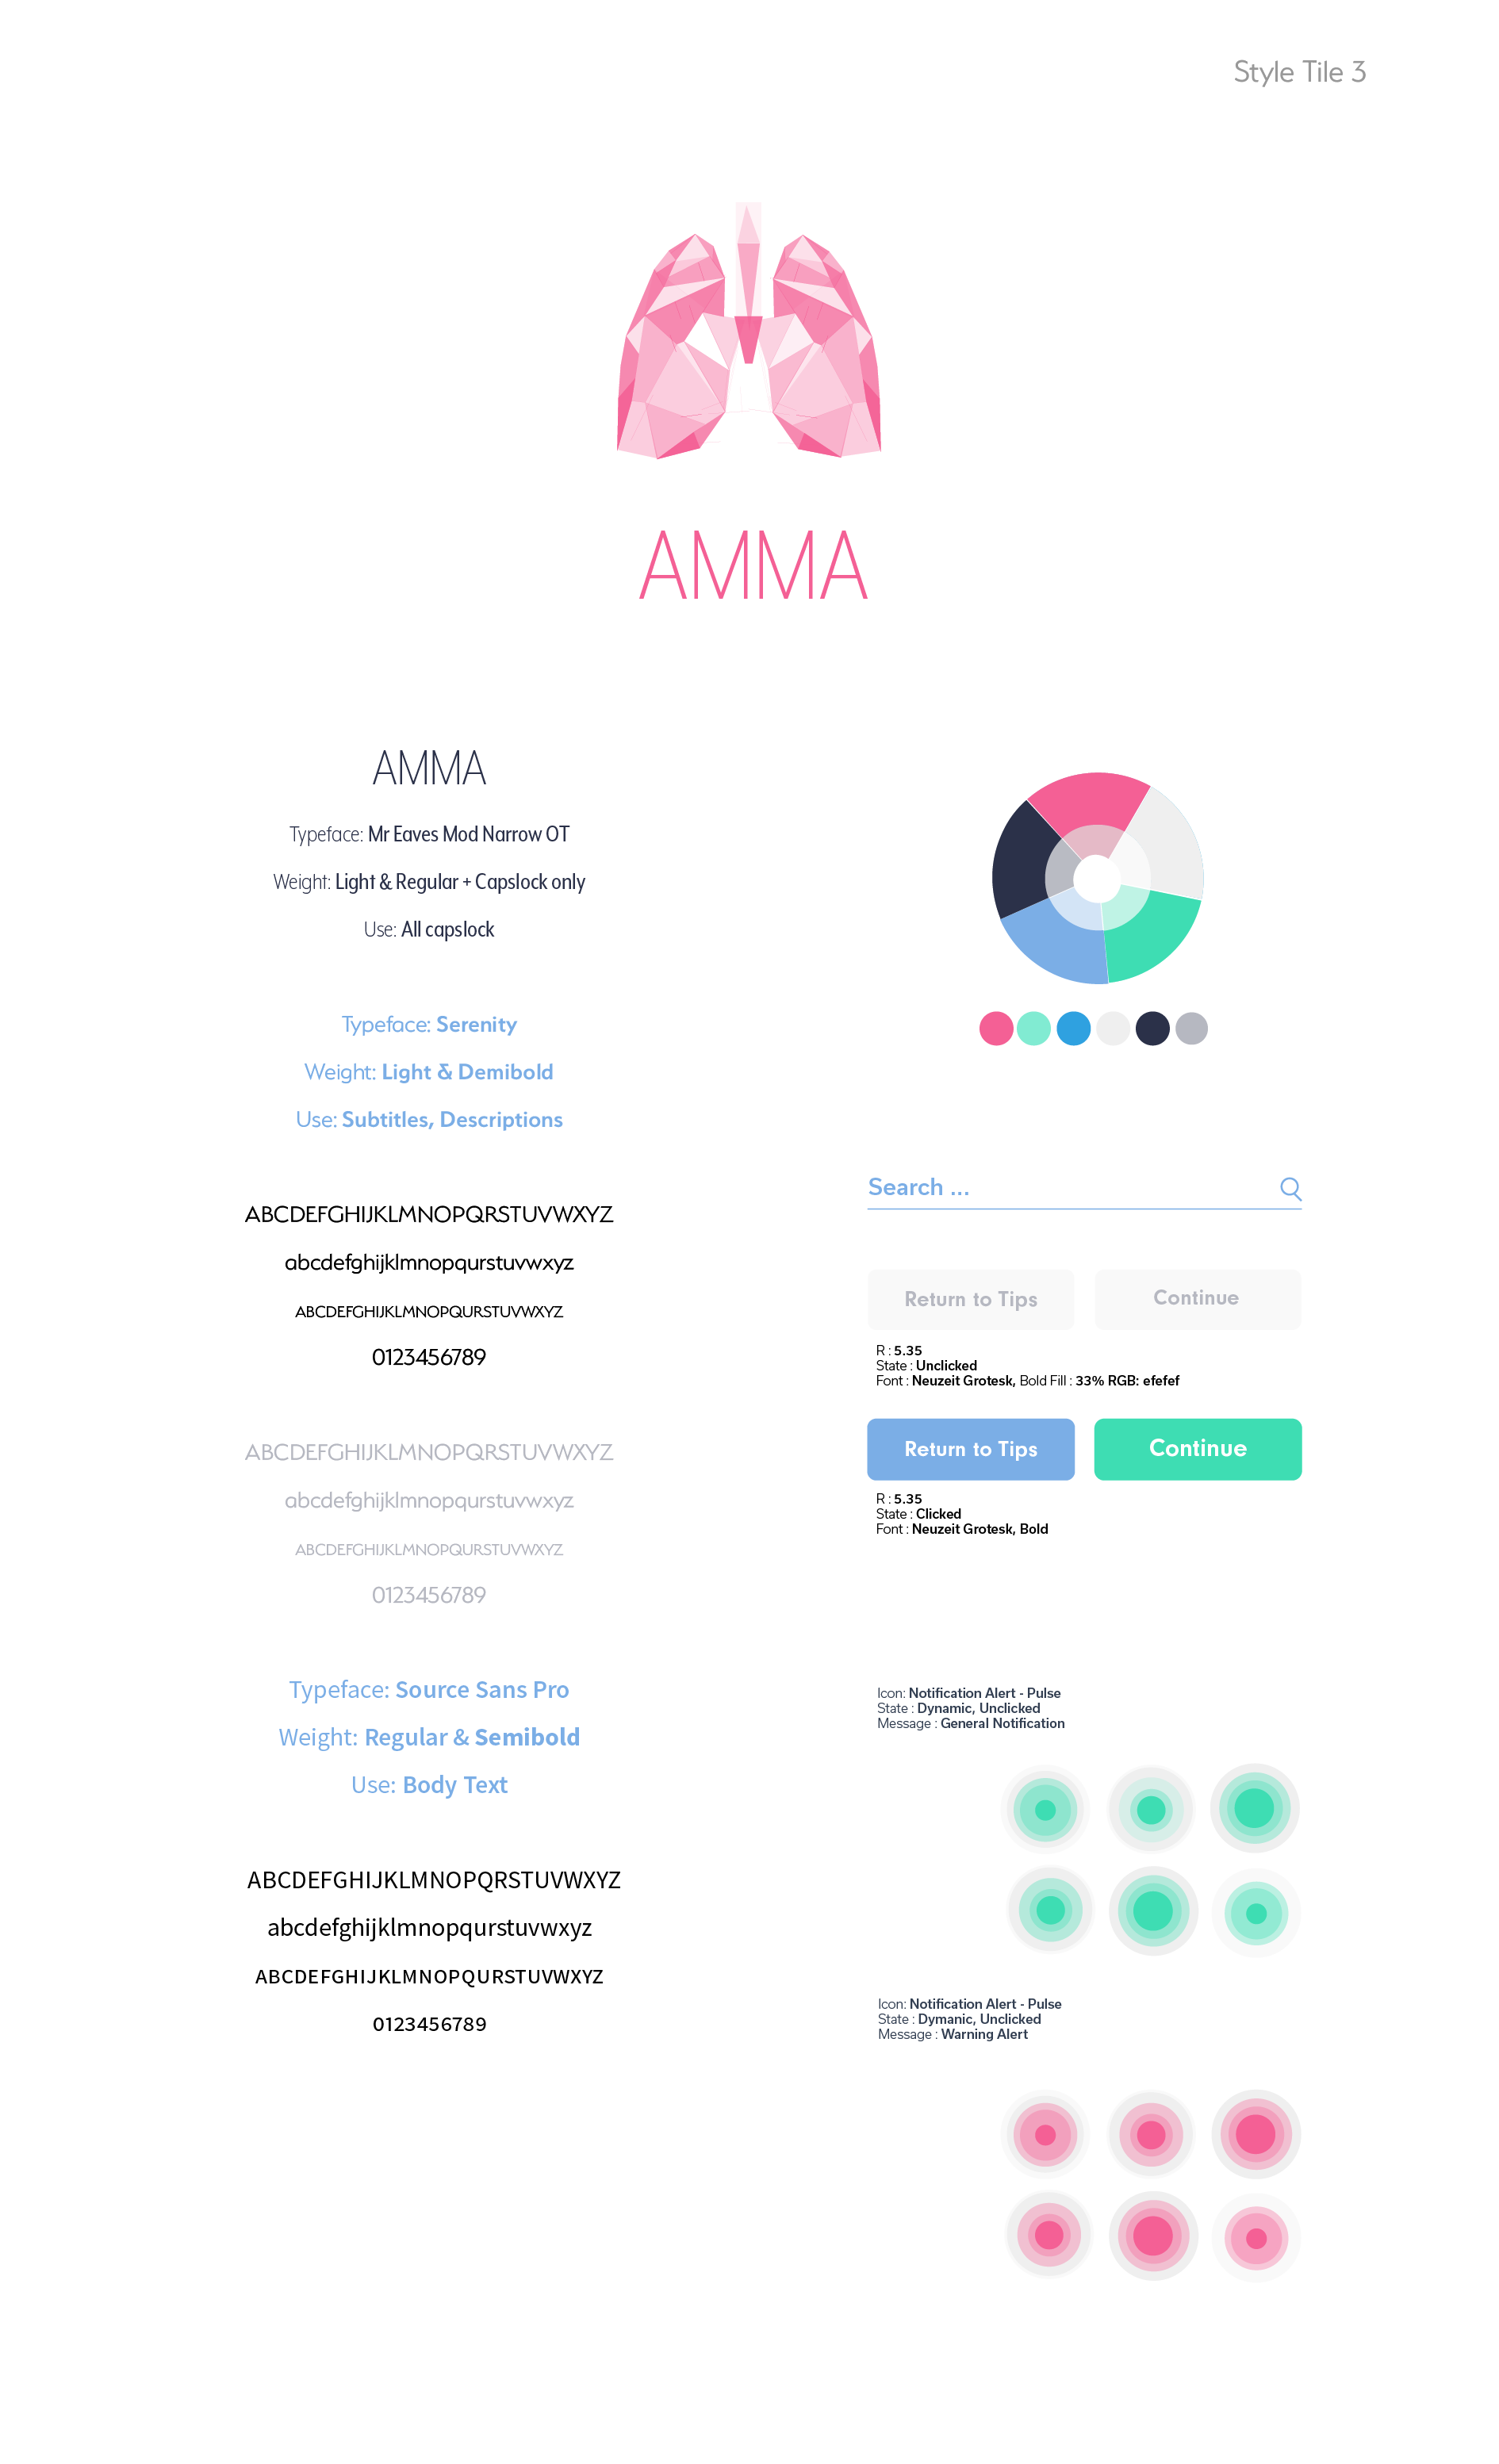 Style Tile 3
AMMA
AMMA
Typeface: Mr Eaves Mod Narrow OT
Weight: Light & Regular + Capslock only
Use: All capslock
Typeface: Serenity
Weight: Light & Demibold
Use: Subtitles, Descriptions
ABCDEFGHIJKLMNOPQRSTUVWXYZ
abcdefghijklmnopqurstuvwxyz
ABCDEFGHIJKLMNOPQURSTUVWXYZ
0123456789
ABCDEFGHIJKLMNOPQRSTUVWXYZ
abcdefghijklmnopqurstuvwxyz
ABCDEFGHIJKLMNOPQURSTUVWXYZ
0123456789
Typeface: Source Sans Pro
Weight: Regular & Semibold
Use: Body Text
ABCDEFGHIJKLMNOPQRSTUVWXYZ
abcdefghijklmnopqurstuvwxyz
ABCDEFGHIJKLMNOPQURSTUVWXYZ
0123456789
Search ...
Return to Tips
Continue
R : 5.35
State : Unclicked
Font : Neuzeit Grotesk, Bold Fill : 33% RGB: efefef
Return to Tips
Continue
R : 5.35
State : Clicked
Font : Neuzeit Grotesk, Bold
Icon: Notification Alert - Pulse
State : Dynamic, Unclicked
Message : General Notification
Icon: Notification Alert - Pulse
State : Dymanic, Unclicked
Message : Warning Alert